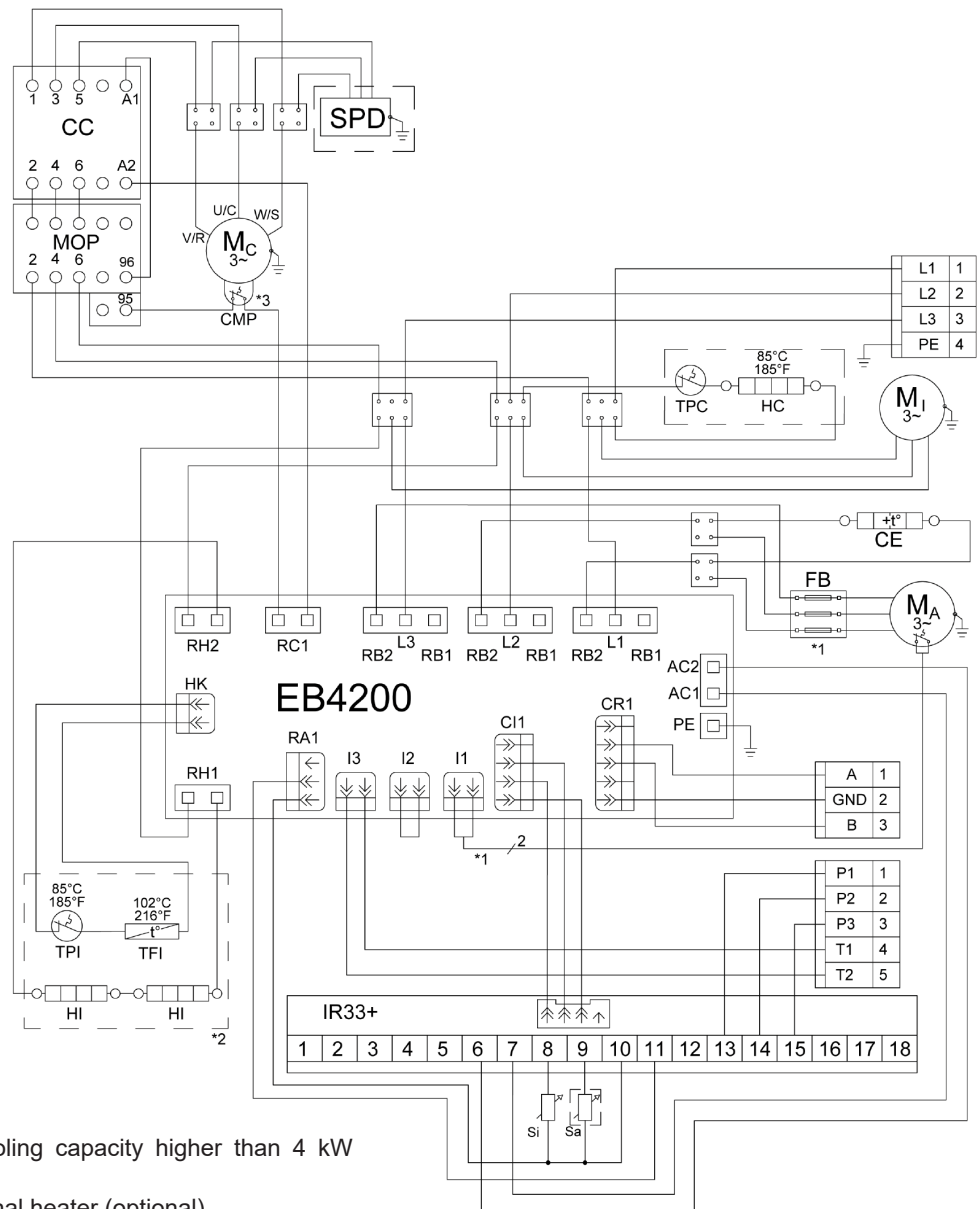 1 3 5 A1
CC
SPD
2 4 6 A2
MOP
2 4 6 96
95
U/C
V/R
W/S
MC
3~
*3
CMP
L1 1
L2 2
L3 3
PE 4
85°C
185°F
TPC
HC
MI
3~
+t°
CE
FB
*1
MA
3~
RH2
RC1
RB2 L3 RB1
RB2 L2 RB1
RB2 L1 RB1
AC2
AC1
PE
HK
EB4200
RA1
I3
I2
I1
CI1
CR1
RH1
A 1
GND 2
B 3
*1
2
P1 1
P2 2
P3 3
T1 4
T2 5
85°C
185°F
TPI
102°C
216°F
t°
TFI
HI
HI
*2
IR33+
1 2 3 4 5 6 7 8 9 10 11 12 13 14 15 16 17 18
Si
Sa
oling capacity higher than 4 kW
nal heater (optional)